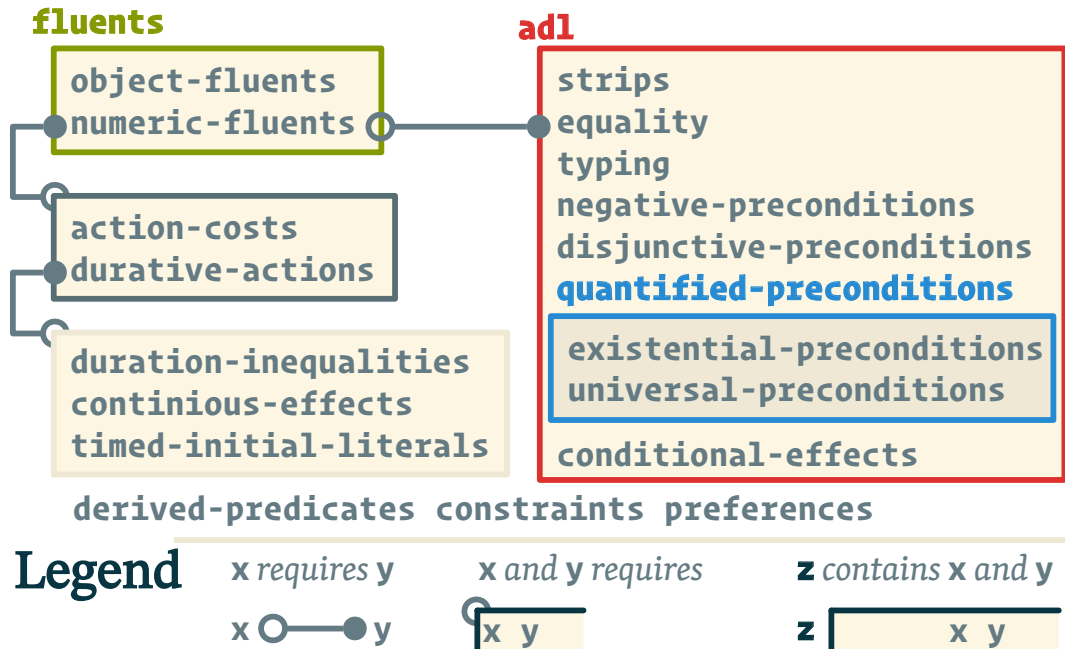 fluents
object-fluents
numeric-fluents
action-costs
durative-actions
duration-inequalities
continious-effects
timed-initial-literals
adl
strips
equality
typing
negative-preconditions
disjunctive-preconditions
quantified-preconditions
existential-preconditions
universal-preconditions
conditional-effects
derived-predicates constraints preferences
Legend
x requires y
x and y requires
z contains x and y
x y
x y
z x y